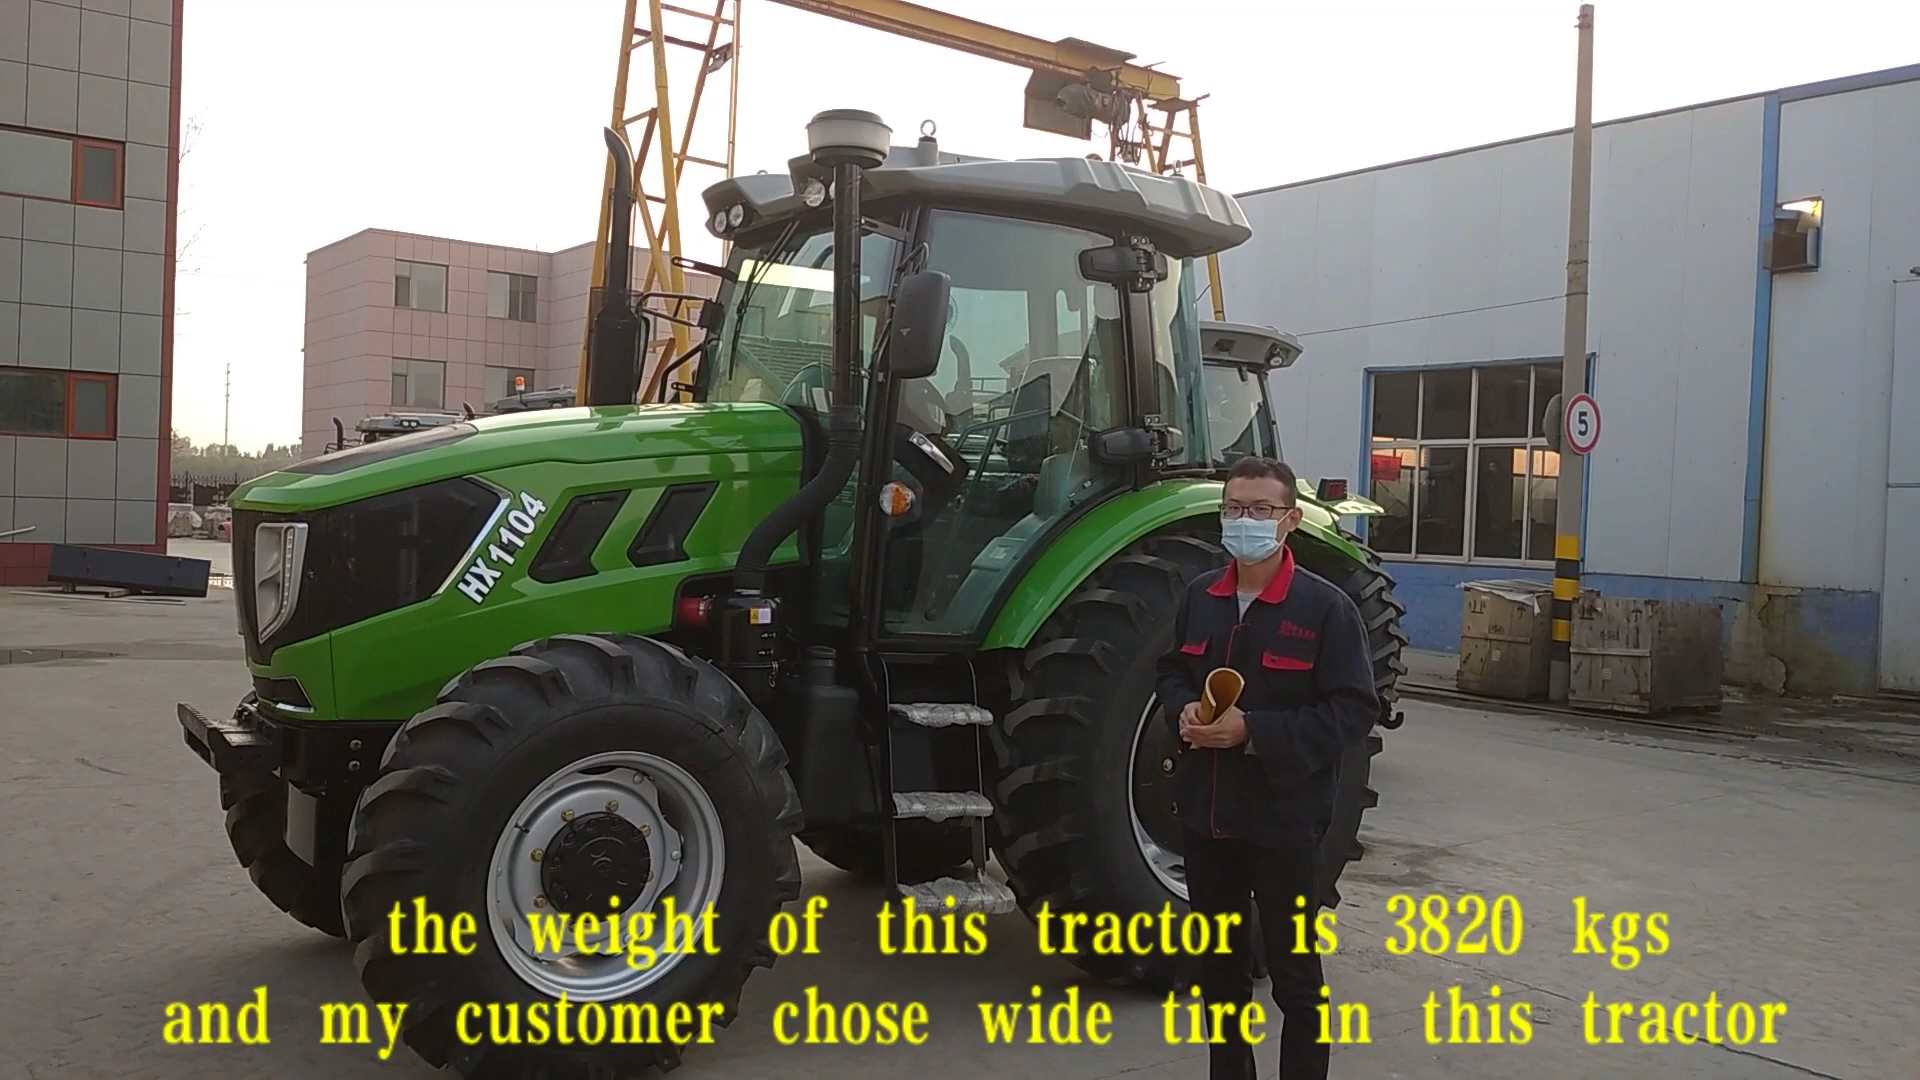 HX1104
5
the weight of this tractor is 3820 kgs
and my customer chose wide tire in this tractor